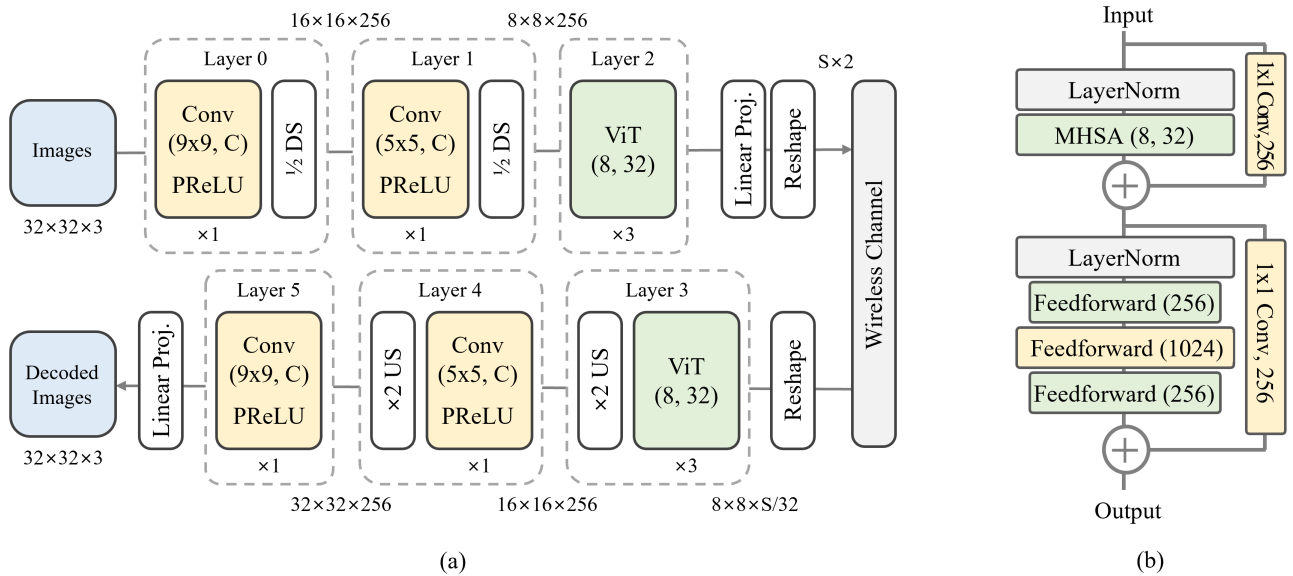 16×16×256
8×8×256
S×2
Layer 0
Layer 1
Layer 2
Images
32×32×3
Conv
(9x9, C)
PReLU
½ DS
×1
Conv
(5x5, C)
PReLU
½ DS
×1
ViT
(8, 32)
×3
Linear Proj.
Reshape
Wireless Channel
Layer 5
Layer 4
Layer 3
Decoded
Images
32×32×3
Linear Proj.
Conv
(9x9, C)
PReLU
×1
×2 US
Conv
(5x5, C)
PReLU
×1
×2 US
ViT
(8, 32)
×3
Reshape
32×32×256
16×16×256
8×8×S/32
(a)
Input
LayerNorm
MHSA (8, 32)
1x1 Conv, 256
LayerNorm
Feedforward (256)
Feedforward (1024)
Feedforward (256)
1x1 Conv, 256
Output
(b)